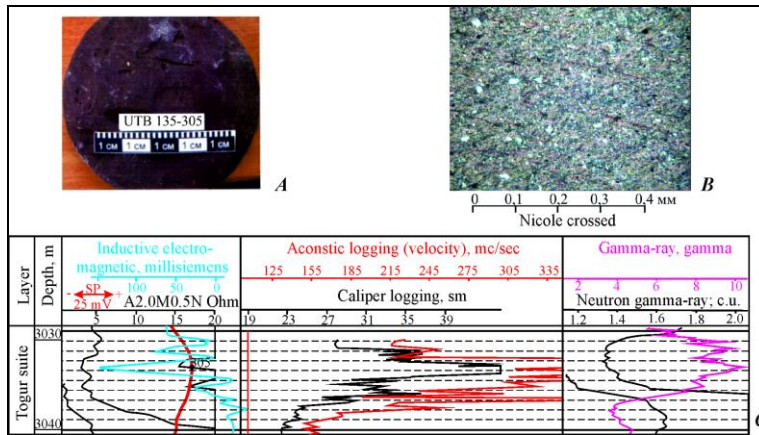 UTB 135-305
1 СМ 1 СМ 1 СМ 1 СМ 1 СМ
A
B
0 0,1 0,2 0,3 0,4 мм
Nicole crossed
Layer
Depth, m
Inductive electro-
magnetic, millisiemens
100 50 0
SP
- +
25 mV
A2.0M0.5N Ohm
5 10 15 20
Aconstic logging (velocity), mc/sec
125 155 185 215 245 275 305 335
Caliper logging, sm
19 23 27 31 35 39
Gamma-ray, gamma
2 4 6 8 10
Neutron gamma-ray; c.u.
1.2 1.4 1.6 1.8 2.0
Togur suite
3030
305
3040
C